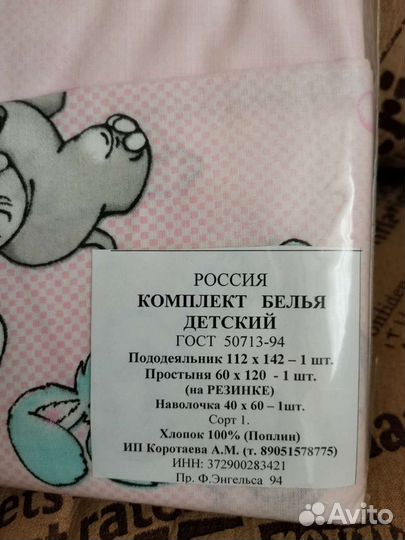 РОССИЯ
КОМПЛЕКТ БЕЛЬЯ
ДЕТСКИЙ
ГОСТ 50713-94
Пододеяльник 112 х 142 – 1 шт.
Простыня 60 х 120 - 1 шт.
(на РЕЗИНКЕ)
Наволочка 40 х 60 – 1шт.
Сорт 1.
Хлопок 100% (Поплин)
ИП Коротаева А.М. (т. 89051578775)
ИНН: 372900283421
Пр. Ф.Энгельса 94
Avito